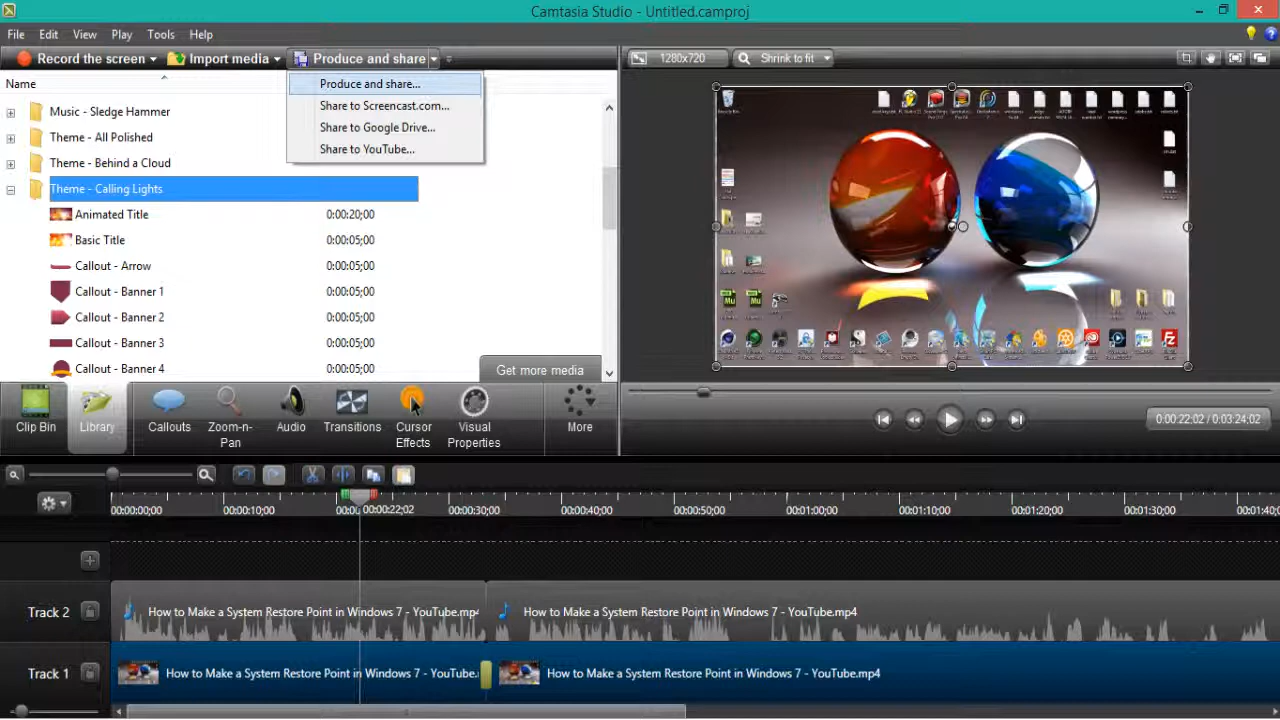 Camtasia Studio - Untitled.camproj
File Edit View Play Tools Help
Record the screen Import media Produce and share
1280x720 Shrink to fit
Name
Produce and share...
Share to Screencast.com...
Share to Google Drive...
Share to YouTube...
Music - Sledge Hammer
Theme - All Polished
Theme - Behind a Cloud
Theme - Calling Lights
Animated Title 0:00:20;00
Basic Title 0:00:05;00
Callout - Arrow 0:00:05;00
Callout - Banner 1 0:00:05;00
Callout - Banner 2 0:00:05;00
Callout - Banner 3 0:00:05;00
Callout - Banner 4 0:00:05;00
Get more media
Clip Bin Library Callouts Zoom-n-Pan Audio Transitions Cursor Effects Visual Properties More
0:00:22;02 / 0:03:24;02
00:00:00;00 00:00:10;00 00:00 00:00:22;02 00:00:30;00 00:00:40;00 00:00:50;00 00:01:00;00 00:01:10;00 00:01:20;00 00:01:30;00 00:01:40;0
Track 2 How to Make a System Restore Point in Windows 7 - YouTube.mp4 How to Make a System Restore Point in Windows 7 - YouTube.mp4
Track 1 How to Make a System Restore Point in Windows 7 - YouTube. How to Make a System Restore Point in Windows 7 - YouTube.mp4